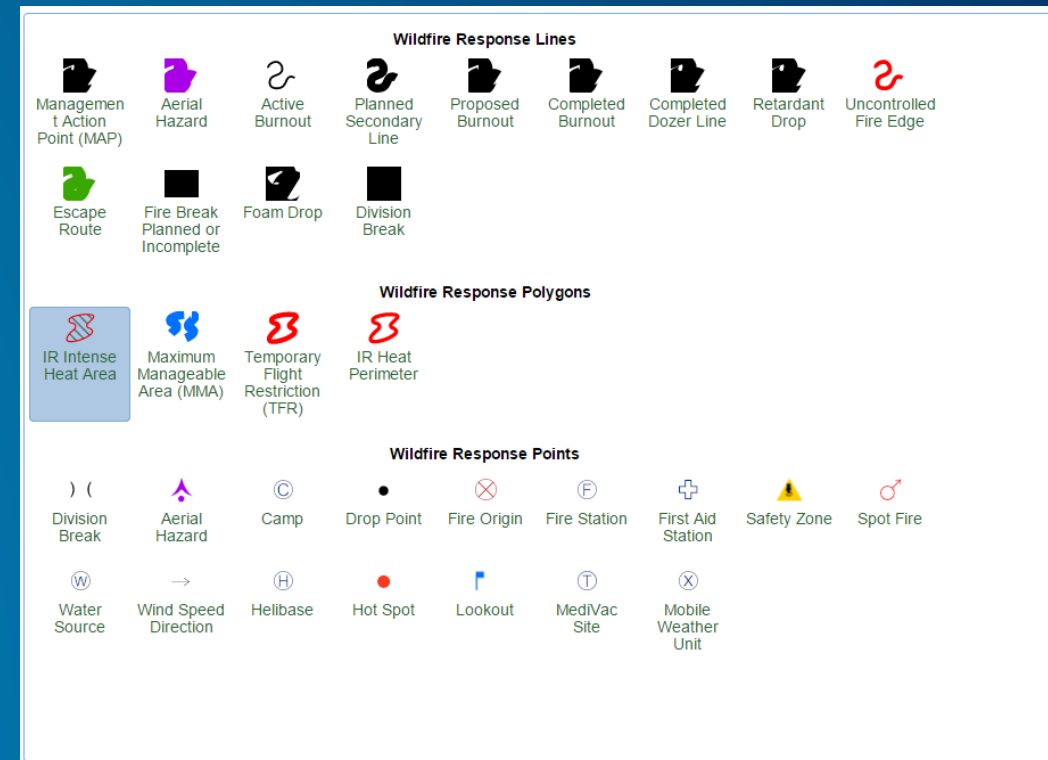 Wildfire Response Lines
Managemen Aerial Active Planned Proposed Completed Completed Retardant Uncontrolled
t Action Hazard Burnout Secondary Burnout Burnout Dozer Line Drop Fire Edge
Point (MAP) Line
Escape Fire Break Foam Drop Division
Route Planned or Break
Incomplete
Wildfire Response Polygons
IR Intense Maximum Temporary IR Heat
Heat Area Manageable Flight Perimeter
Area (MMA) Restriction
(TFR)
Wildfire Response Points
) ( C F
Division Aerial Camp Drop Point Fire Origin Fire Station First Aid Safety Zone Spot Fire
Break Hazard Station
W H T X
Water Wind Speed Helibase Hot Spot Lookout MediVac Mobile
Source Direction Site Weather
Unit